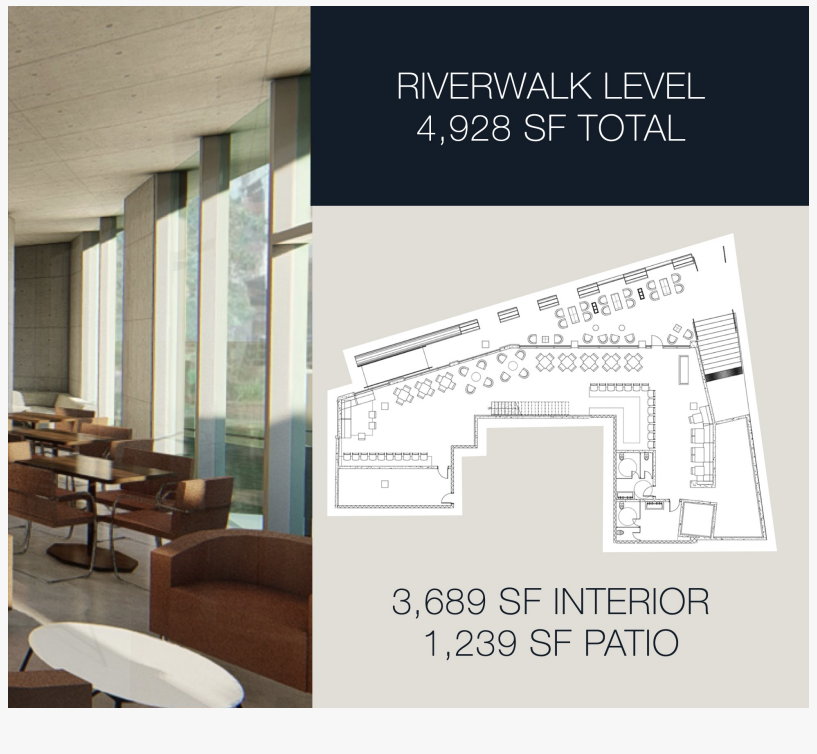 RIVERWALK LEVEL
4,928 SF TOTAL
3,689 SF INTERIOR
1,239 SF PATIO